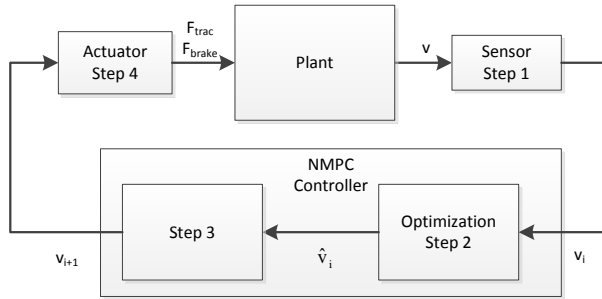 Actuator
Step 4
F_trac
F_brake
Plant
v
Sensor
Step 1
NMPC
Controller
Step 3
v̂_i
Optimization
Step 2
v_i
v_{i+1}